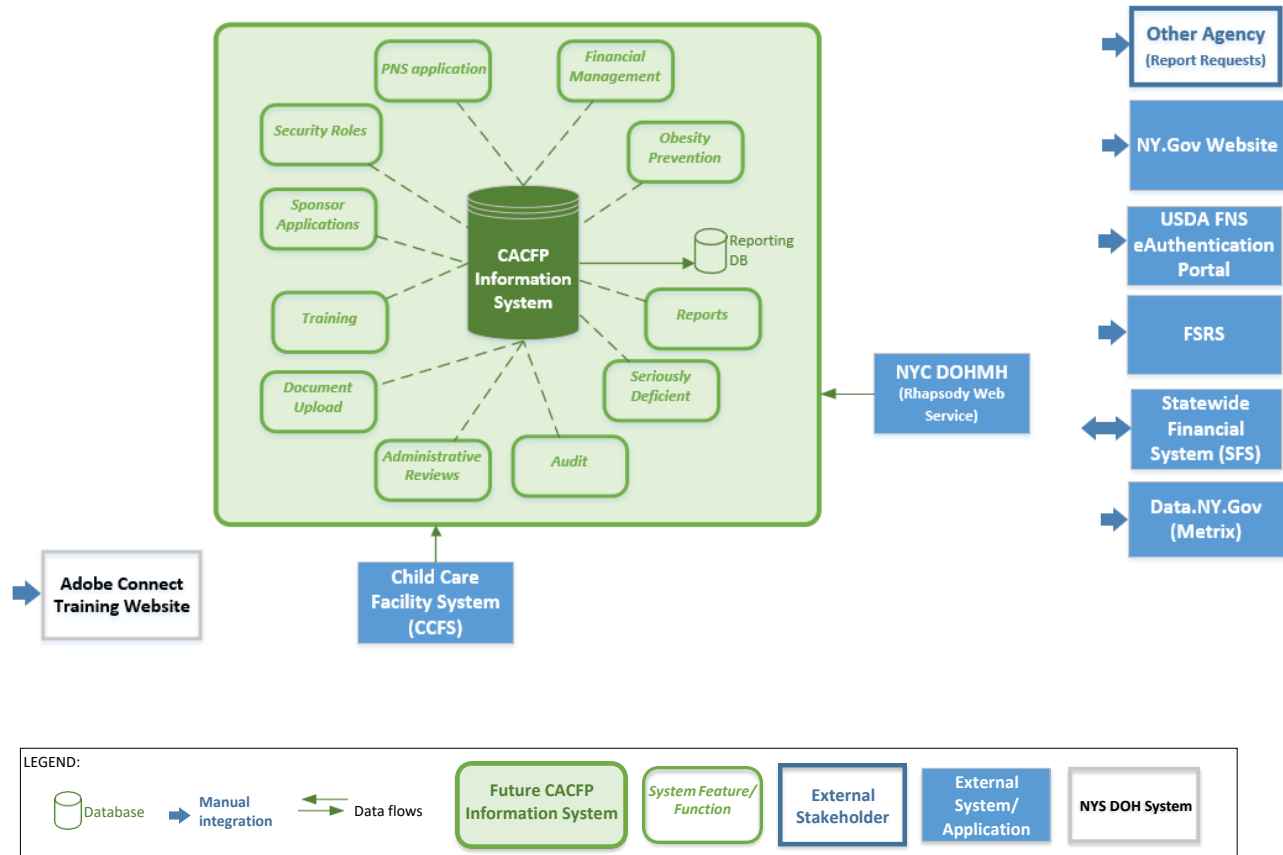 PNS application
Financial
Management
Security Roles
Obesity
Prevention
Sponsor
Applications
CACFP
Information
System
Reporting
DB
Training
Reports
Document
Upload
Seriously
Deficient
Administrative
Reviews
Audit
Other Agency
(Report Requests)
NY.Gov Website
USDA FNS
eAuthentication
Portal
FSRS
NYC DOHMH
(Rhapsody Web
Service)
Statewide
Financial
System (SFS)
Data.NY.Gov
(Metrix)
Adobe Connect
Training Website
Child Care
Facility System
(CCFS)
LEGEND:
Database
Manual
integration
Data flows
Future CACFP
Information System
System Feature/
Function
External
Stakeholder
External
System/
Application
NYS DOH System